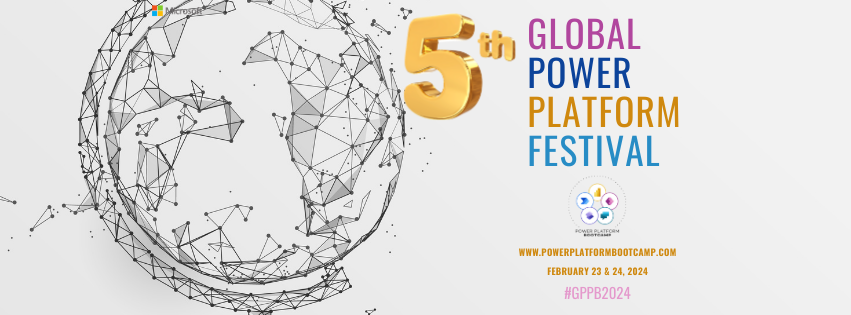 Microsoft
5th
GLOBAL
POWER
PLATFORM
FESTIVAL
POWER PLATFORM
BOOTCAMP
WWW.POWERPLATFORMBOOTCAMP.COM
FEBRUARY 23 & 24, 2024
#GPPB2024